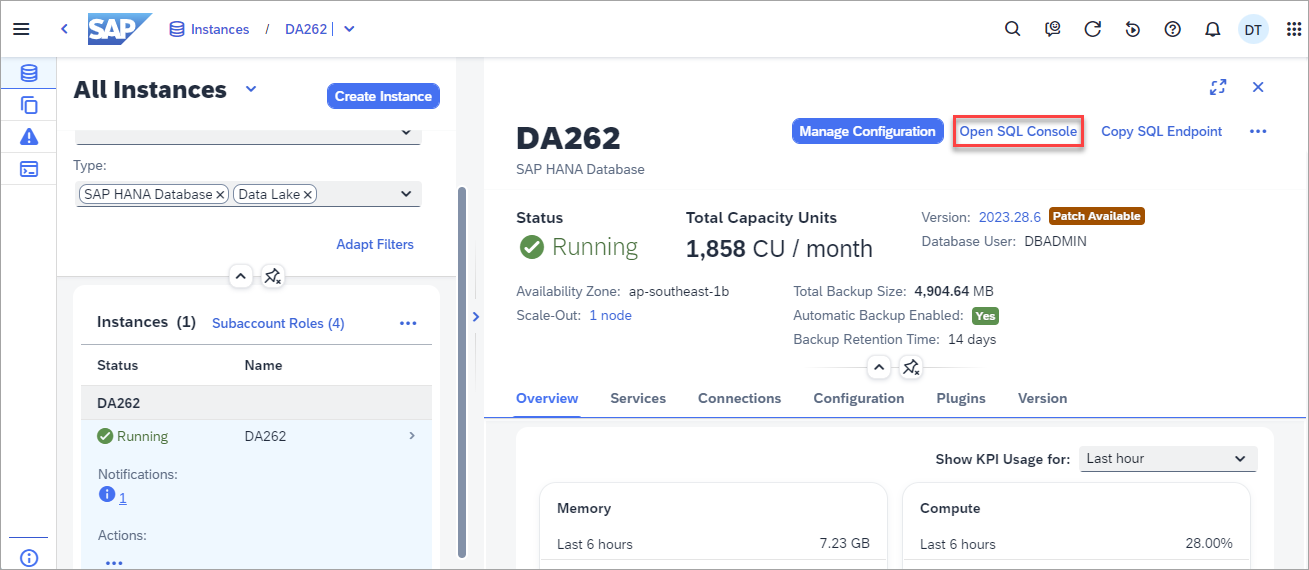 SAP Instances / DA262 DT
All Instances
Create Instance
Type:
SAP HANA Database Data Lake
Adapt Filters
Instances (1) Subaccount Roles (4)
Status Name
DA262
Running DA262
Notifications:
1
Actions:
DA262
SAP HANA Database
Manage Configuration Open SQL Console Copy SQL Endpoint
Status
Running
Total Capacity Units
1,858 CU / month
Version: 2023.28.6 Patch Available
Database User: DBADMIN
Availability Zone: ap-southeast-1b
Scale-Out: 1 node
Total Backup Size: 4,904.64 MB
Automatic Backup Enabled: Yes
Backup Retention Time: 14 days
Overview Services Connections Configuration Plugins Version
Show KPI Usage for: Last hour
Memory
Last 6 hours 7.23 GB
Compute
Last 6 hours 28.00%